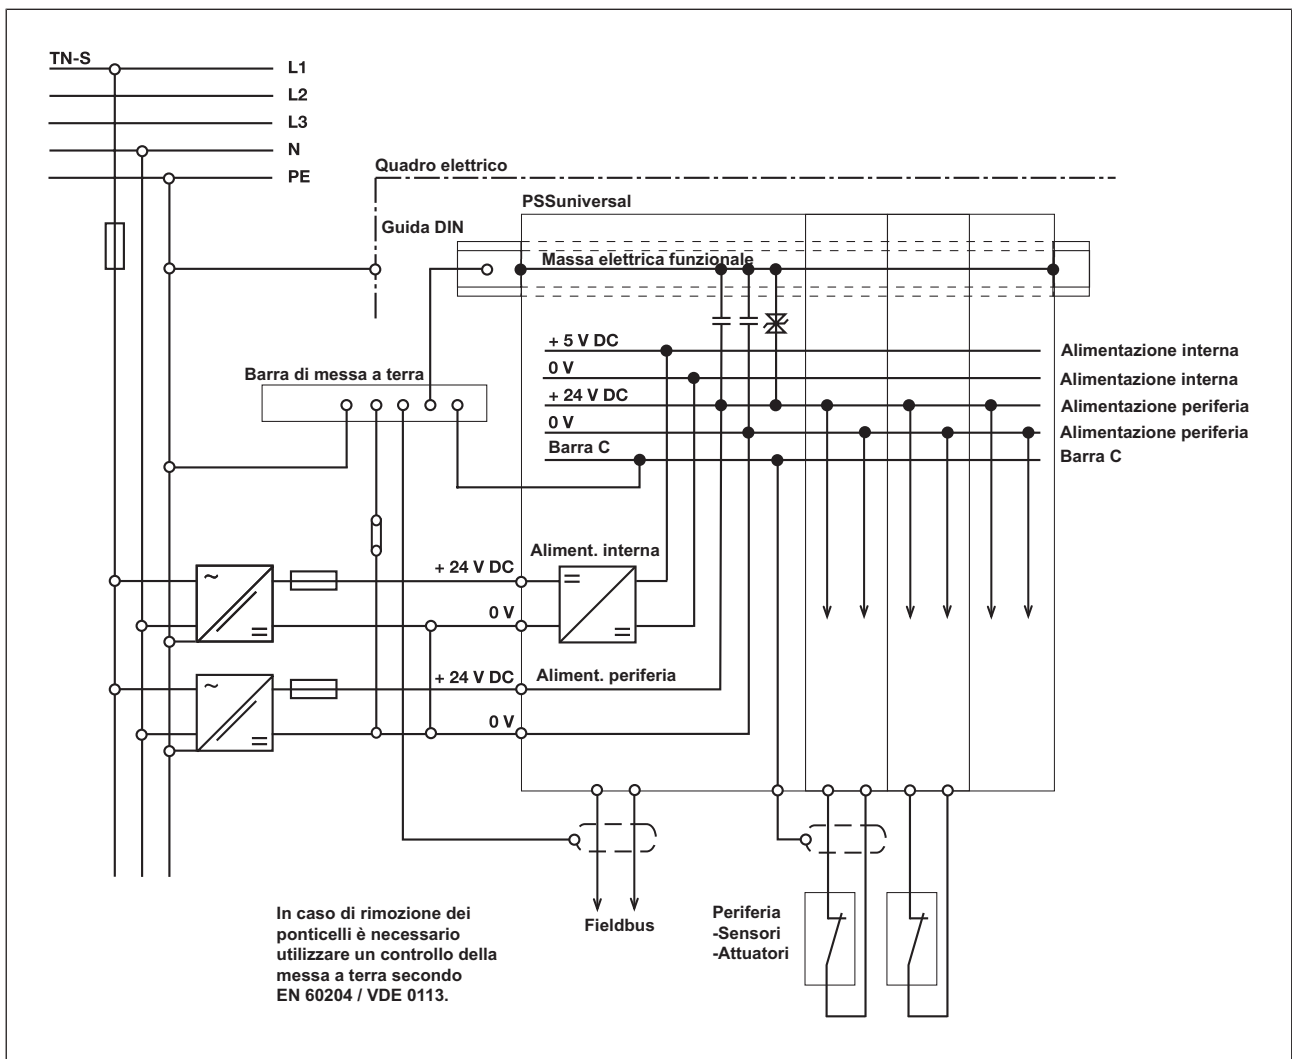 TN-S
L1
L2
L3
N
PE
Quadro elettrico
PSSuniversal
Guida DIN
Massa elettrica funzionale
+ 5 V DC
Alimentazione interna
0 V
Alimentazione interna
Barra di messa a terra
+ 24 V DC
Alimentazione periferia
0 V
Alimentazione periferia
Barra C
Barra C
Aliment. interna
+ 24 V DC
0 V
Aliment. periferia
+ 24 V DC
0 V
In caso di rimozione dei
ponticelli è necessario
utilizzare un controllo della
messa a terra secondo
EN 60204 / VDE 0113.
Fieldbus
Periferia
-Sensori
-Attuatori